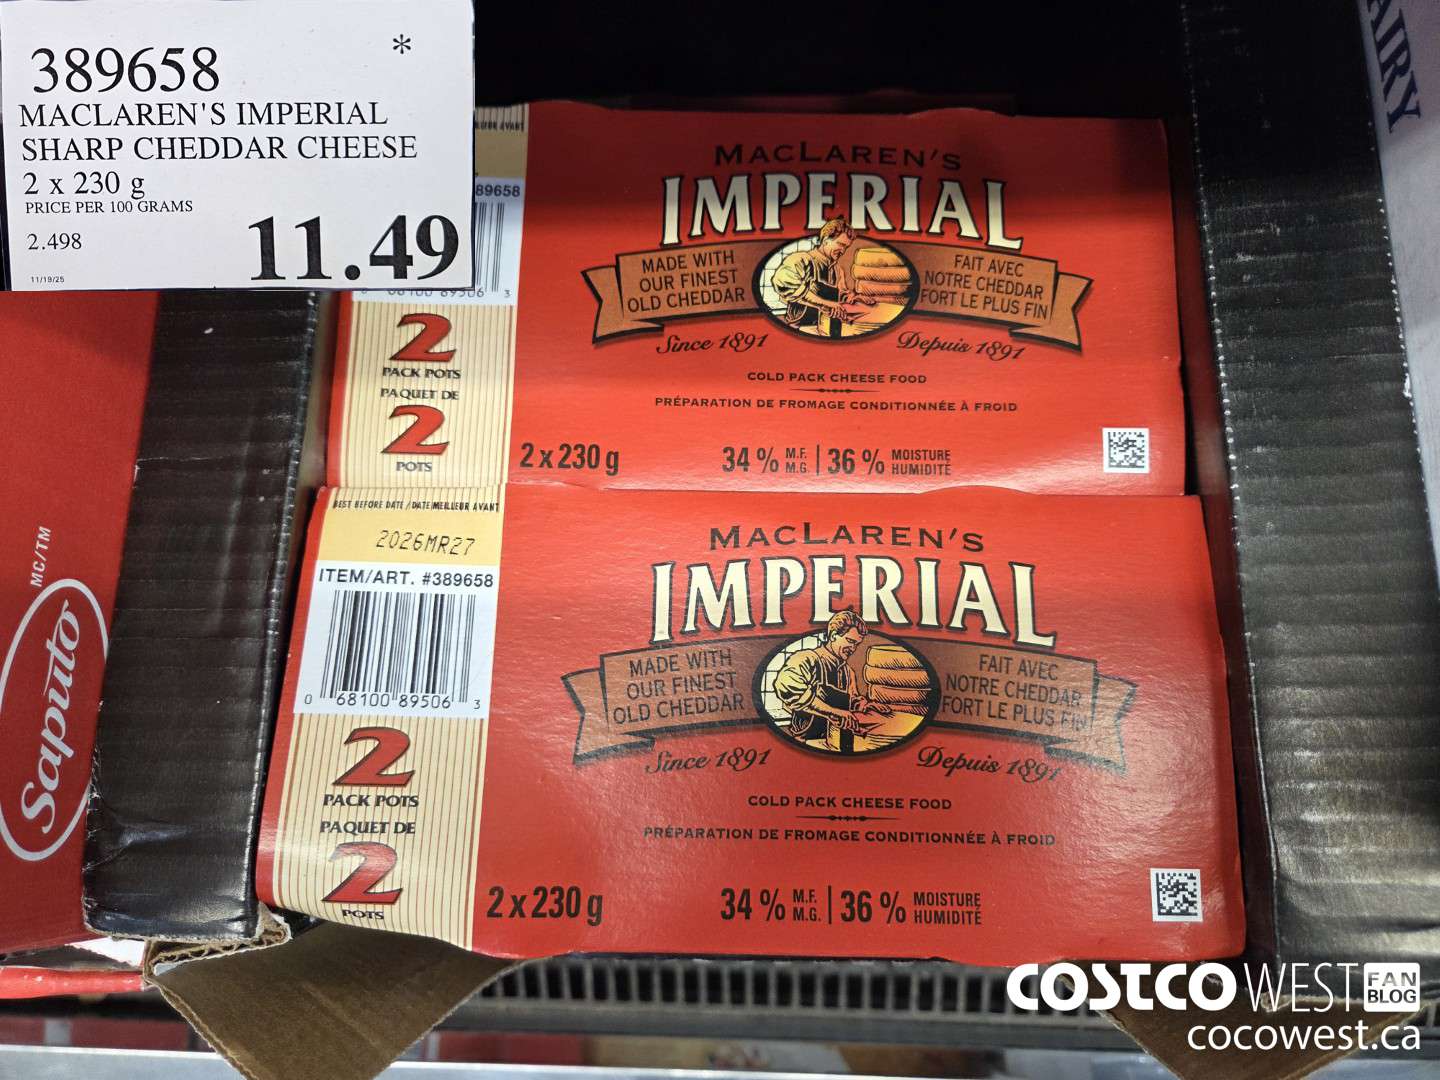 389658 *
MACLAREN'S IMPERIAL
SHARP CHEDDAR CHEESE
2 x 230 g
PRICE PER 100 GRAMS
2.498
11.49
11/19/25
89658
68100 89506 3
2
PACK POTS
PAQUET DE
2
POTS
MACLAREN'S
IMPERIAL
MADE WITH
OUR FINEST
OLD CHEDDAR
FAIT AVEC
NOTRE CHEDDAR
FORT LE PLUS FIN
Since 1891
Depuis 1891
COLD PACK CHEESE FOOD
PRÉPARATION DE FROMAGE CONDITIONNÉE À FROID
2 x 230 g
34 % M.F. M.G. | 36 % MOISTURE HUMIDITÉ
BEST BEFORE DATE / DATE MEILLEUR AVANT
2026MR27
ITEM/ART. #389658
0 68100 89506 3
2
PACK POTS
PAQUET DE
2
POTS
MACLAREN'S
IMPERIAL
MADE WITH
OUR FINEST
OLD CHEDDAR
FAIT AVEC
NOTRE CHEDDAR
FORT LE PLUS FIN
Since 1891
Depuis 1891
COLD PACK CHEESE FOOD
PRÉPARATION DE FROMAGE CONDITIONNÉE À FROID
2 x 230 g
34 % M.F. M.G. | 36 % MOISTURE HUMIDITÉ
MC/TM
Saputo
AIRY
COSTCO WEST FAN BLOG
cocowest.ca